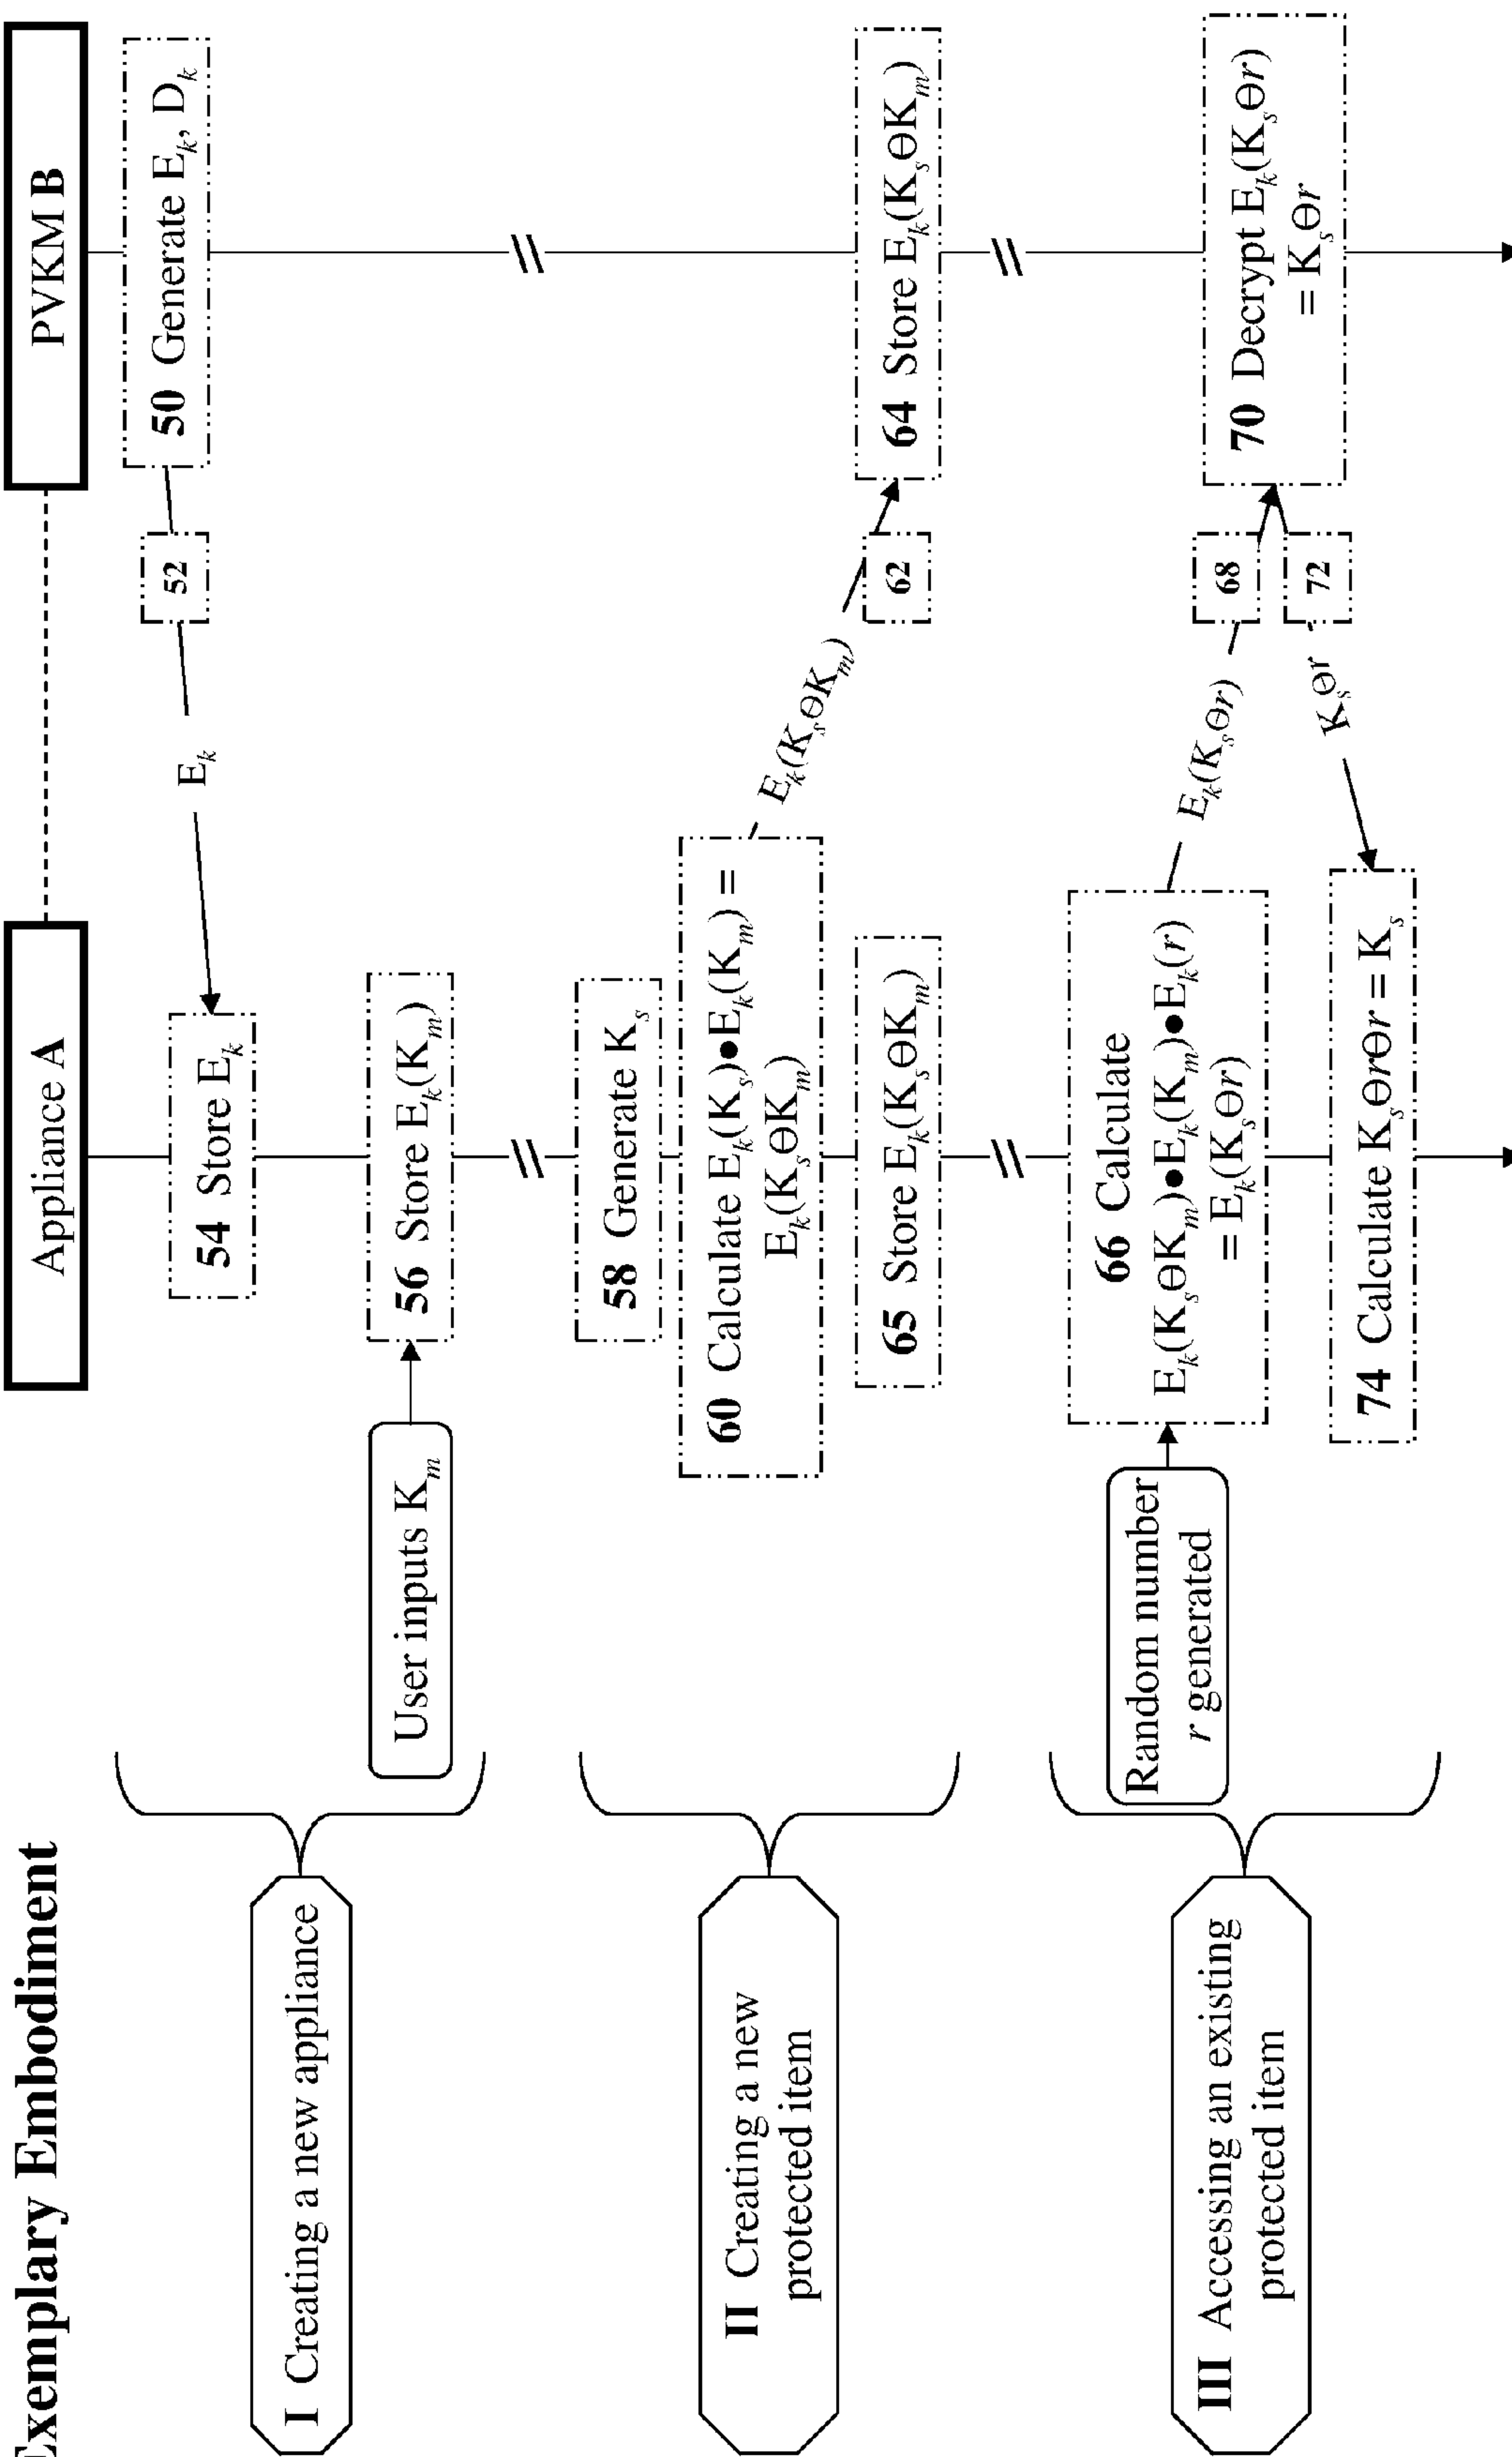 Exemplary Embodiment
Appliance A
PVKM B
I Creating a new appliance
50 Generate Eₖ, Dₖ
52
Eₖ
54 Store Eₖ
User inputs Kₘ
56 Store Eₖ(Kₘ)
II Creating a new
protected item
58 Generate Kₛ
60 Calculate Eₖ(Kₛ)●Eₖ(Kₘ) =
Eₖ(KₛΘKₘ)
Eₖ(KₛΘKₘ)
62
64 Store Eₖ(KₛΘKₘ)
65 Store Eₖ(KₛΘKₘ)
III Accessing an existing
protected item
Random number
r generated
66 Calculate
Eₖ(KₛΘKₘ)●Eₖ(Kₘ)●Eₖ(r)
= Eₖ(KₛΘr)
Eₖ(KₛΘr)
68
70 Decrypt Eₖ(KₛΘr)
= KₛΘr
72
KₛΘr
74 Calculate KₛΘrΘr = Kₛ